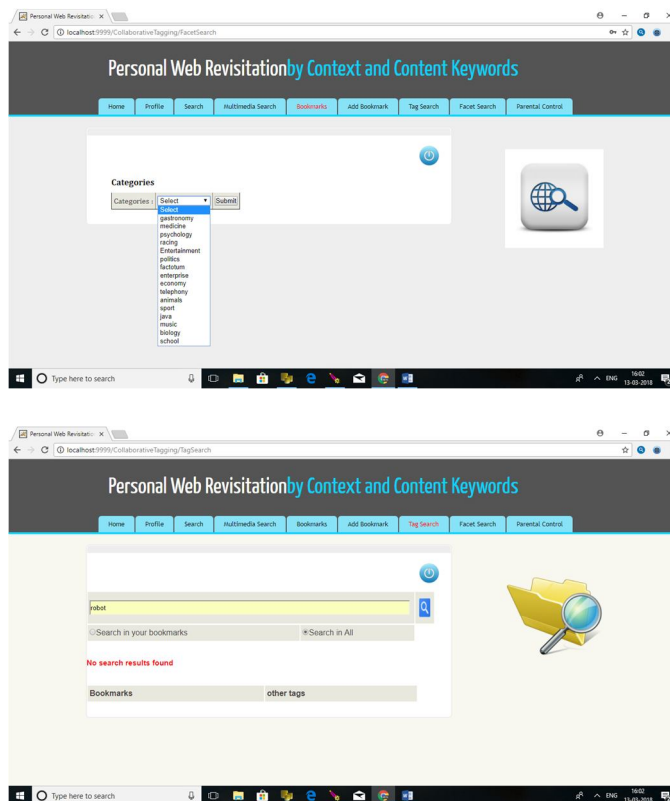 Personal Web Revisitatio
localhost:9999/CollaborativeTagging/FacetSearch
Personal Web Revisitationby Context and Content Keywords
Home Profile Search Multimedia Search Bookmarks Add Bookmark Tag Search Facet Search Parental Control
Categories
Categories : Select Submit
Select
gastronomy
medicine
psychology
racing
Entertainment
politics
factotum
enterprise
economy
telephony
animals
sport
java
music
biology
school
Type here to search
ENG 16:02
13-03-2018
Personal Web Revisitatio
localhost:9999/CollaborativeTagging/TagSearch
Personal Web Revisitationby Context and Content Keywords
Home Profile Search Multimedia Search Bookmarks Add Bookmark Tag Search Facet Search Parental Control
robot
Search in your bookmarks Search in All
No search results found
Bookmarks other tags
Type here to search
ENG 16:02
13-03-2018